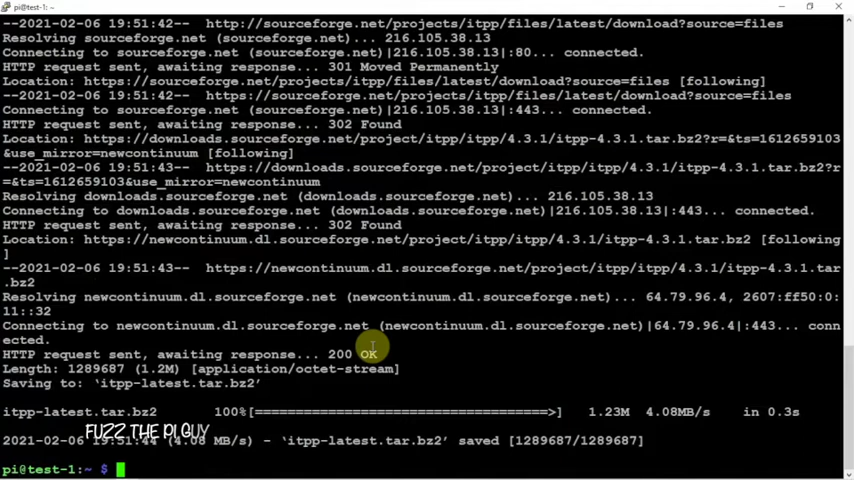 pi@test-1: ~
--2021-02-06 19:51:42-- http://sourceforge.net/projects/itpp/files/latest/download?source=files
Resolving sourceforge.net (sourceforge.net)... 216.105.38.13
Connecting to sourceforge.net (sourceforge.net)|216.105.38.13|:80... connected.
HTTP request sent, awaiting response... 301 Moved Permanently
Location: https://sourceforge.net/projects/itpp/files/latest/download?source=files [following]
--2021-02-06 19:51:42-- https://sourceforge.net/projects/itpp/files/latest/download?source=files
Connecting to sourceforge.net (sourceforge.net)|216.105.38.13|:443... connected.
HTTP request sent, awaiting response... 302 Found
Location: https://downloads.sourceforge.net/project/itpp/itpp/4.3.1/itpp-4.3.1.tar.bz2?r=&ts=1612659103
&use_mirror=newcontinuum [following]
--2021-02-06 19:51:43-- https://downloads.sourceforge.net/project/itpp/itpp/4.3.1/itpp-4.3.1.tar.bz2?r
=&ts=1612659103&use_mirror=newcontinuum
Resolving downloads.sourceforge.net (downloads.sourceforge.net)... 216.105.38.13
Connecting to downloads.sourceforge.net (downloads.sourceforge.net)|216.105.38.13|:443... connected.
HTTP request sent, awaiting response... 302 Found
Location: https://newcontinuum.dl.sourceforge.net/project/itpp/itpp/4.3.1/itpp-4.3.1.tar.bz2 [following
]
--2021-02-06 19:51:43-- https://newcontinuum.dl.sourceforge.net/project/itpp/itpp/4.3.1/itpp-4.3.1.tar
.bz2
Resolving newcontinuum.dl.sourceforge.net (newcontinuum.dl.sourceforge.net)... 64.79.96.4, 2607:ff50:0:
11::32
Connecting to newcontinuum.dl.sourceforge.net (newcontinuum.dl.sourceforge.net)|64.79.96.4|:443... conn
ected.
HTTP request sent, awaiting response... 200 OK
Length: 1289687 (1.2M) [application/octet-stream]
Saving to: ‘itpp-latest.tar.bz2’
itpp-latest.tar.bz2 100%[===================================================>] 1.23M 4.08MB/s in 0.3s
FUZZ THE PI GUY
2021-02-06 19:51:44 (4.08 MB/s) - ‘itpp-latest.tar.bz2’ saved [1289687/1289687]
pi@test-1:~ $